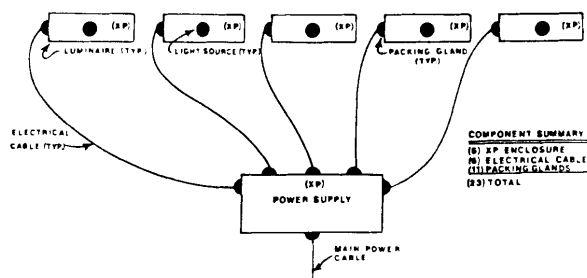 (XP) (XP) (XP) (XP) (XP)
LUMINAIRE (TYP)
LIGHT SOURCE (TYP)
PACKING GLAND
(TYP)
ELECTRICAL
CABLE (TYP)
COMPONENT SUMMARY
(6) XP ENCLOSURE
(6) ELECTRICAL CABLE
(11) PACKING GLANDS
(23) TOTAL
(XP)
POWER SUPPLY
MAIN POWER
CABLE